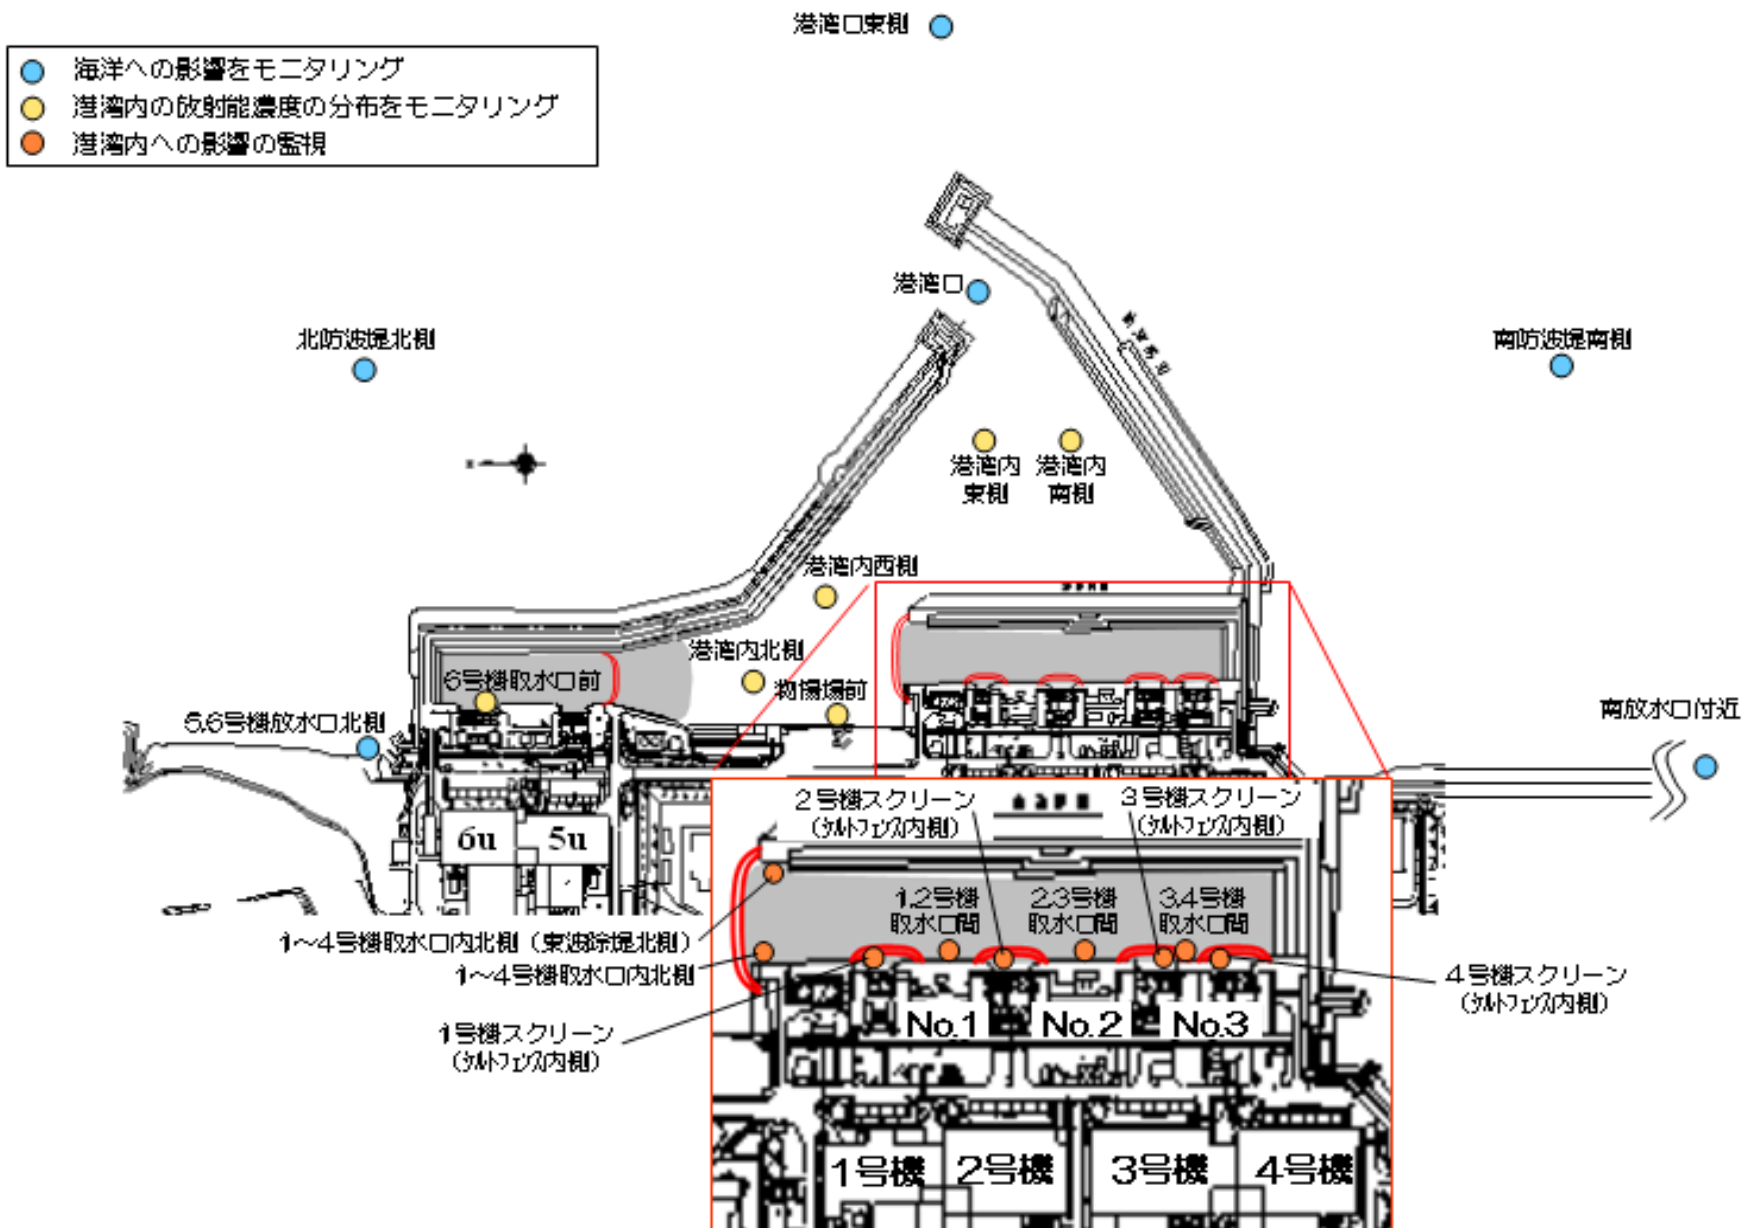 港湾口東側
海洋への影響をモニタリング
港湾内の放射能濃度の分布をモニタリング
港湾内への影響の監視
港湾口
北防波堤北側
南防波堤南側
港湾内
東側
港湾内
南側
港湾内西側
港湾内北側
物揚場前
6号機取水口前
5,6号機放水口北側
南放水口付近
6u
5u
2号機スクリーン
(シルトフェンス内側)
3号機スクリーン
(シルトフェンス内側)
1,2号機
取水口間
2,3号機
取水口間
3,4号機
取水口間
1～4号機取水口内北側（東波除堤北側）
1～4号機取水口内北側
4号機スクリーン
(シルトフェンス内側)
1号機スクリーン
(シルトフェンス内側)
No.1
No.2
No.3
1号機
2号機
3号機
4号機